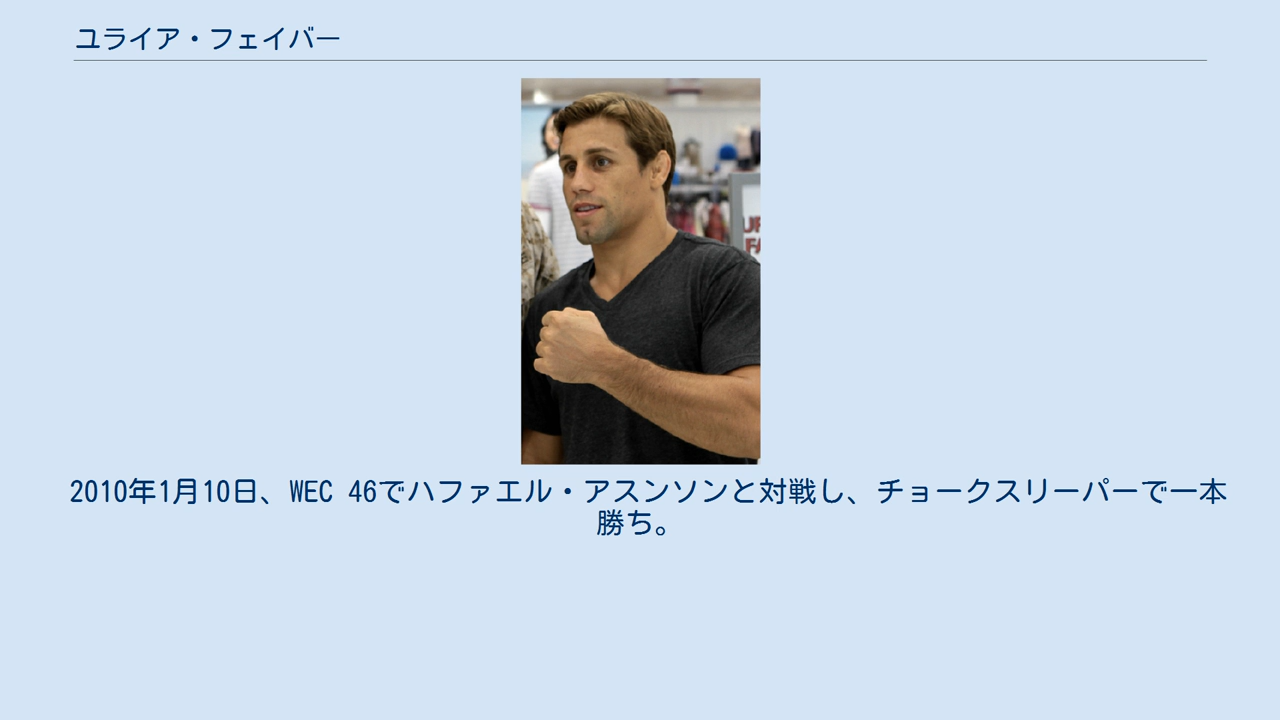 ユライア・フェイバー
2010年1月10日、WEC 46でハファエル・アスンソンと対戦し、チョークスリーパーで一本
勝ち。